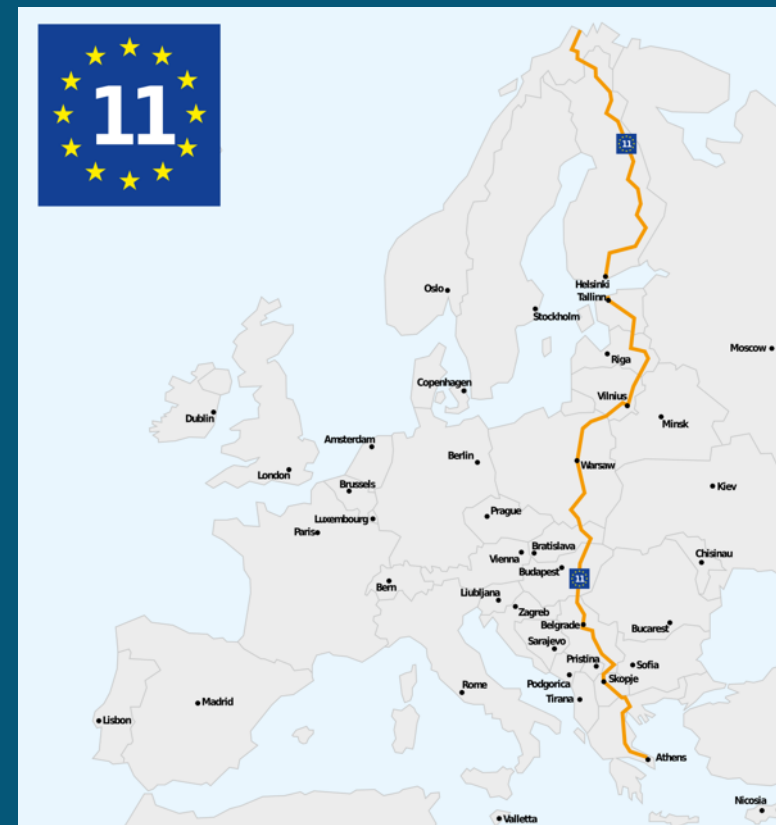 11
11
Oslo
Helsinki
Tallinn
Stockholm
Riga
Moscow
Copenhagen
Vilnius
Dublin
Minsk
Amsterdam
Berlin
Warsaw
London
Brussels
Kiev
Luxembourg
Prague
Paris
Bratislava
Vienna
Chisinau
Budapest
11
Bern
Liubljana
Zagreb
Belgrade
Bucarest
Sarajevo
Pristina
Sofia
Skopje
Podgorica
Rome
Tirana
Madrid
Lisbon
Athens
Nicosia
Valletta